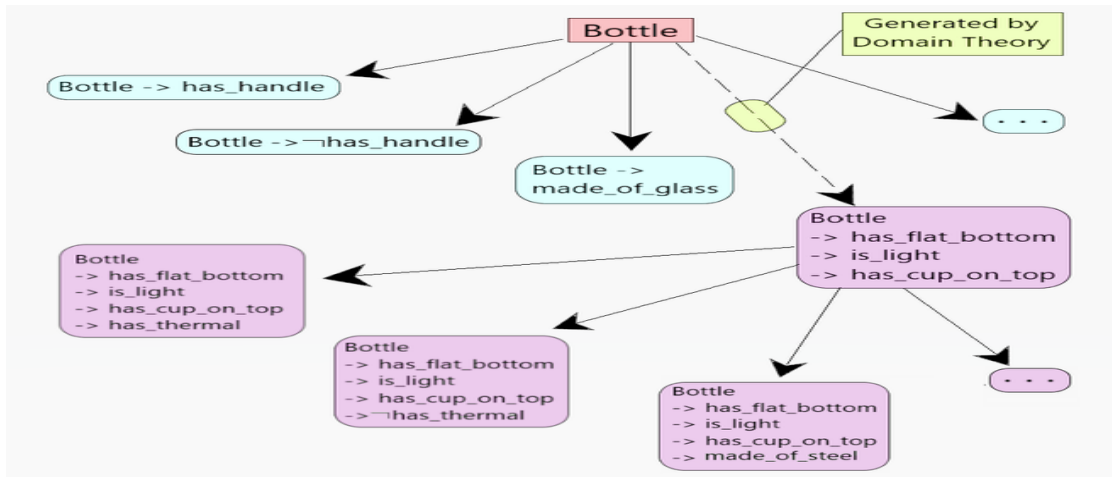 Bottle
Generated by
Domain Theory
Bottle -> has_handle
Bottle ->¬has_handle
Bottle ->
made_of_glass
. . .
Bottle
-> has_flat_bottom
-> is_light
-> has_cup_on_top
Bottle
-> has_flat_bottom
-> is_light
-> has_cup_on_top
-> has_thermal
Bottle
-> has_flat_bottom
-> is_light
-> has_cup_on_top
->¬has_thermal
Bottle
-> has_flat_bottom
-> is_light
-> has_cup_on_top
-> made_of_steel
. . .